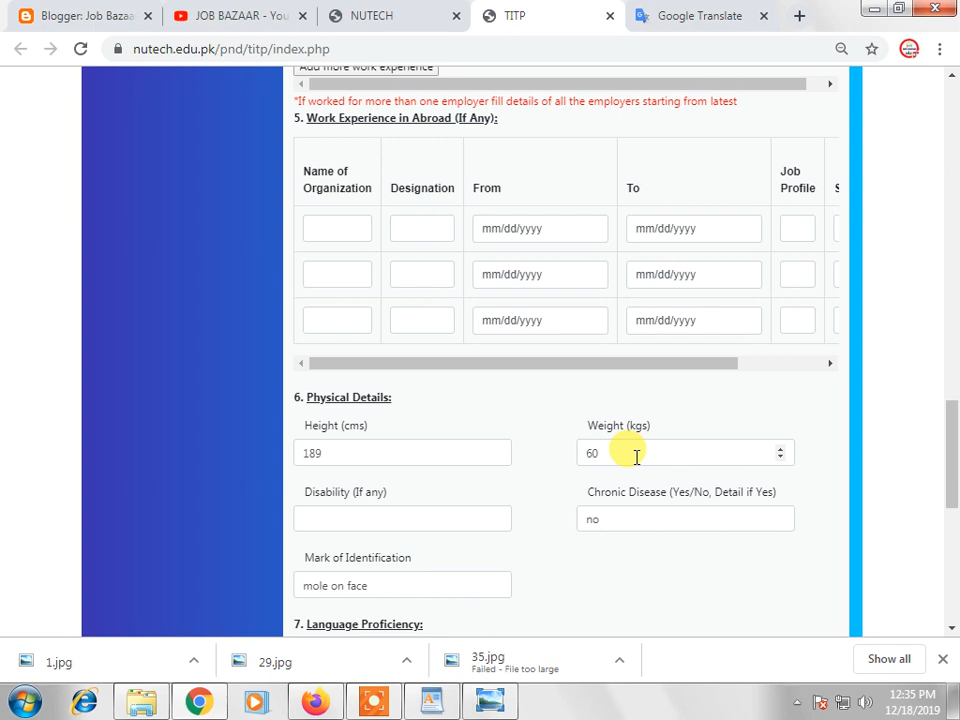 Blogger: Job Bazaa
JOB BAZAAR - You
NUTECH
TITP
Google Translate
nutech.edu.pk/pnd/titp/index.php
Add more work experience
*If worked for more than one employer fill details of all the employers starting from latest
5. Work Experience in Abroad (If Any):
Name of Organization Designation From To Job Profile S
mm/dd/yyyy mm/dd/yyyy
mm/dd/yyyy mm/dd/yyyy
mm/dd/yyyy mm/dd/yyyy
6. Physical Details:
Height (cms) Weight (kgs)
189 60
Disability (If any) Chronic Disease (Yes/No, Detail if Yes)
no
Mark of Identification
mole on face
7. Language Proficiency:
1.jpg
29.jpg
35.jpg
Failed - File too large
Show all
12:35 PM
12/18/2019